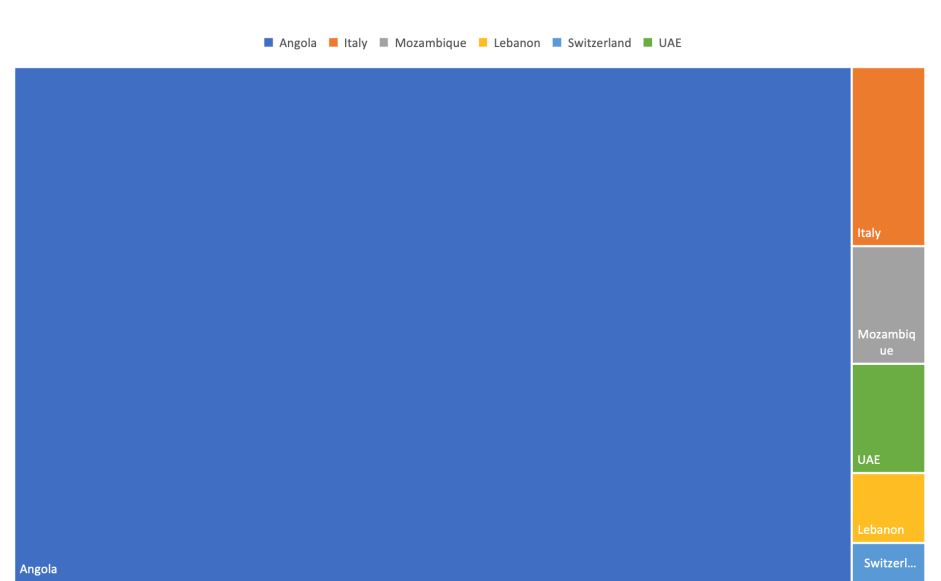 Angola Italy Mozambique Lebanon Switzerland UAE
Italy
Mozambiq
ue
UAE
Lebanon
Switzerl...
Angola